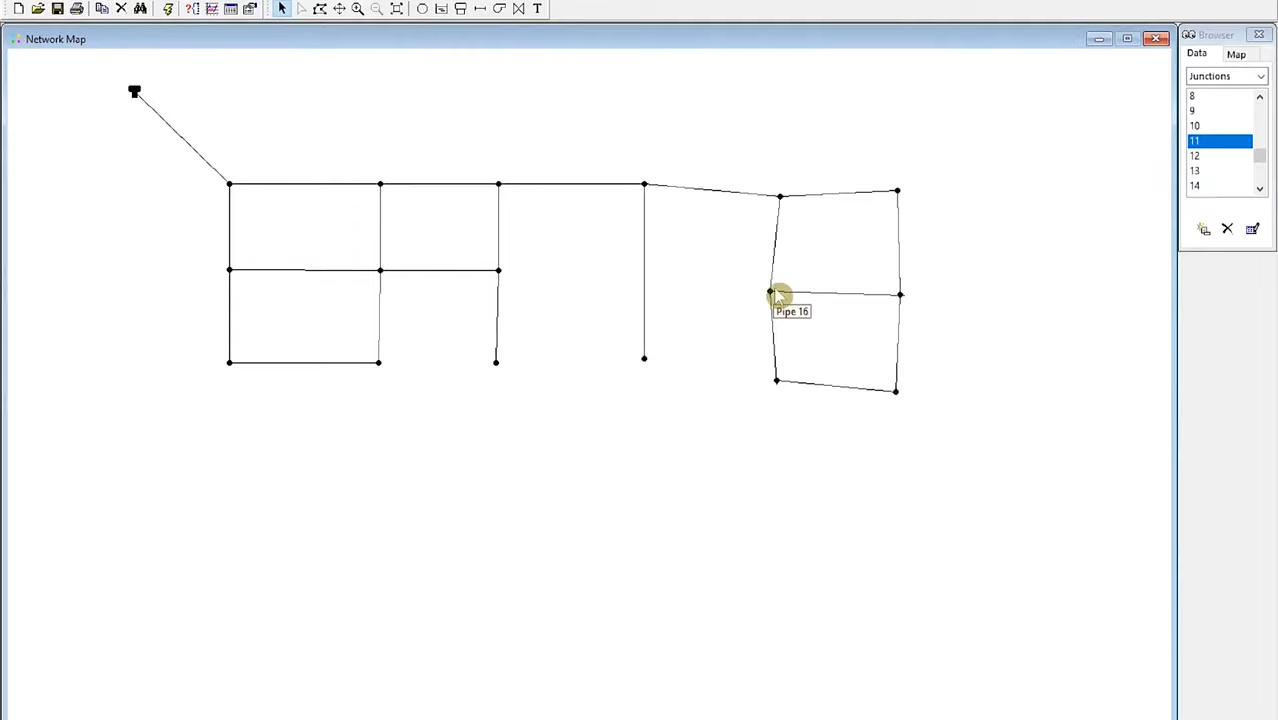 T
Network Map
Browser
Data
Map
Junctions
8
9
10
11
12
13
14
Pipe 16